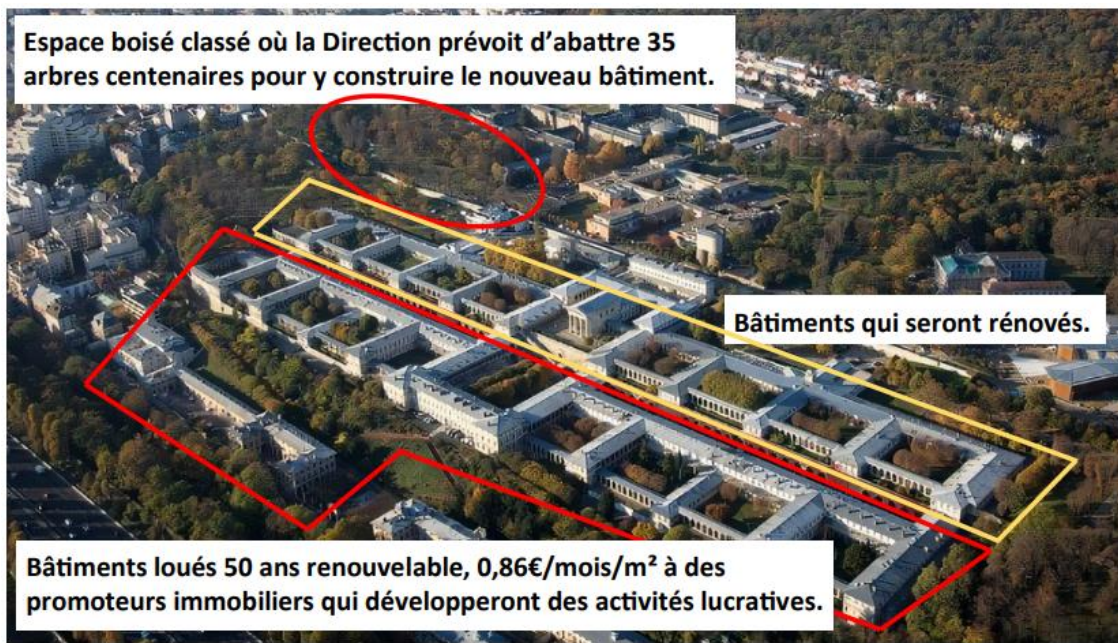 Espace boisé classé où la Direction prévoit d’abattre 35
arbres centenaires pour y construire le nouveau bâtiment.
Bâtiments qui seront rénovés.
Bâtiments loués 50 ans renouvelable, 0,86€/mois/m² à des
promoteurs immobiliers qui développeront des activités lucratives.